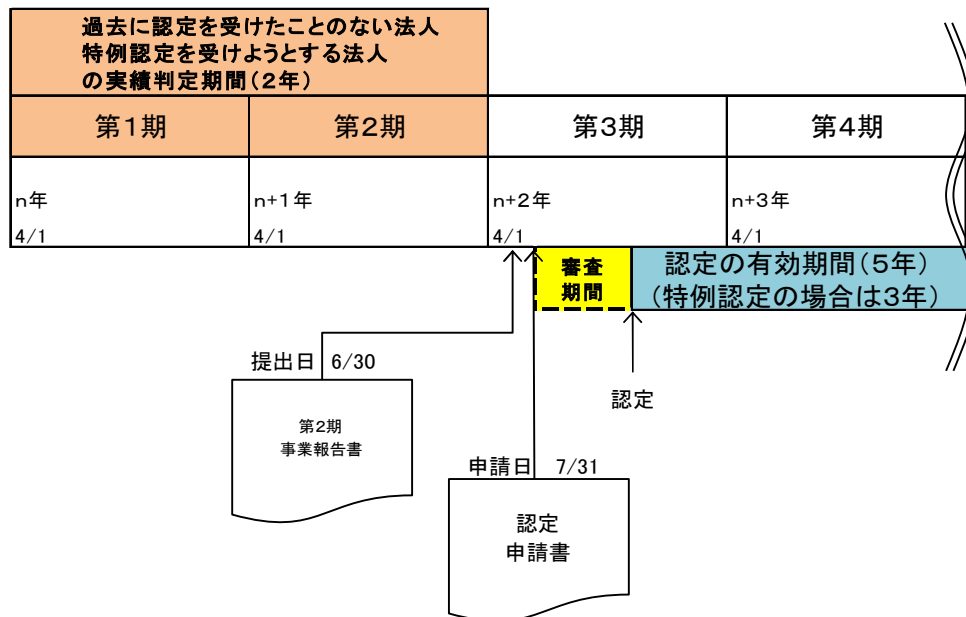 過去に認定を受けたことのない法人
特例認定を受けようとする法人
の実績判定期間(2年)
第1期
第2期
第3期
第4期
n年
4/1
n+1年
4/1
n+2年
4/1
n+3年
4/1
審査
期間
認定の有効期間(5年)
(特例認定の場合は3年)
提出日 6/30
認定
第2期
事業報告書
申請日 7/31
認定
申請書